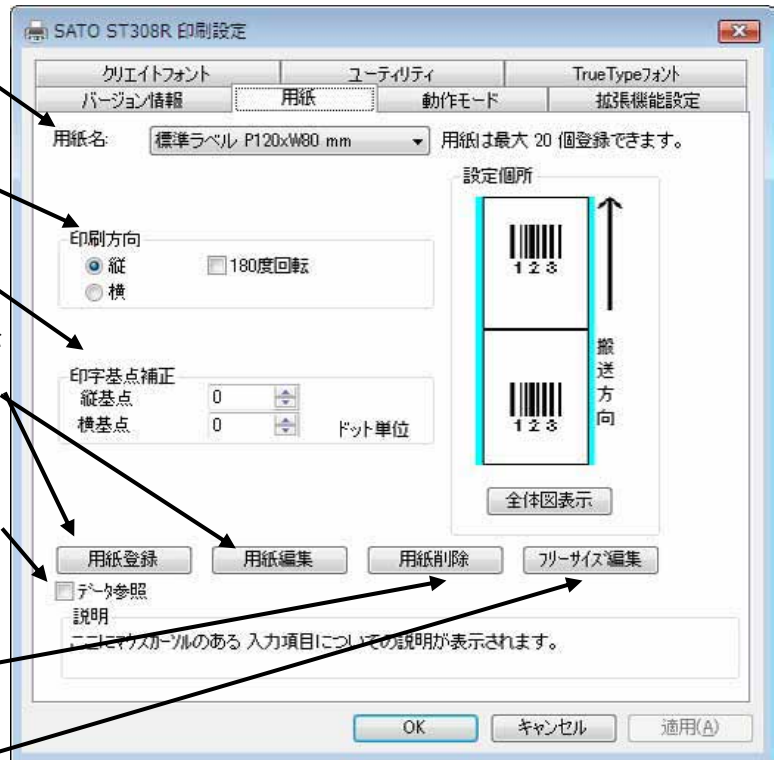 SATO ST308R 印刷設定
クリエイトフォント ユーティリティ TrueTypeフォント
バージョン情報 用紙 動作モード 拡張機能設定
用紙名: 標準ラベル P120xW80 mm 用紙は最大 20 個登録できます。
設定個所
印刷方向
縦 180度回転
横
123
搬送方向
印字基点補正
縦基点 0
横基点 0 ドット単位
123
全体図表示
用紙登録 用紙編集 用紙削除 フリーサイズ編集
データ参照
説明
ここにマウスカーソルのある 入力項目についての説明が表示されます。
OK キャンセル 適用(A)